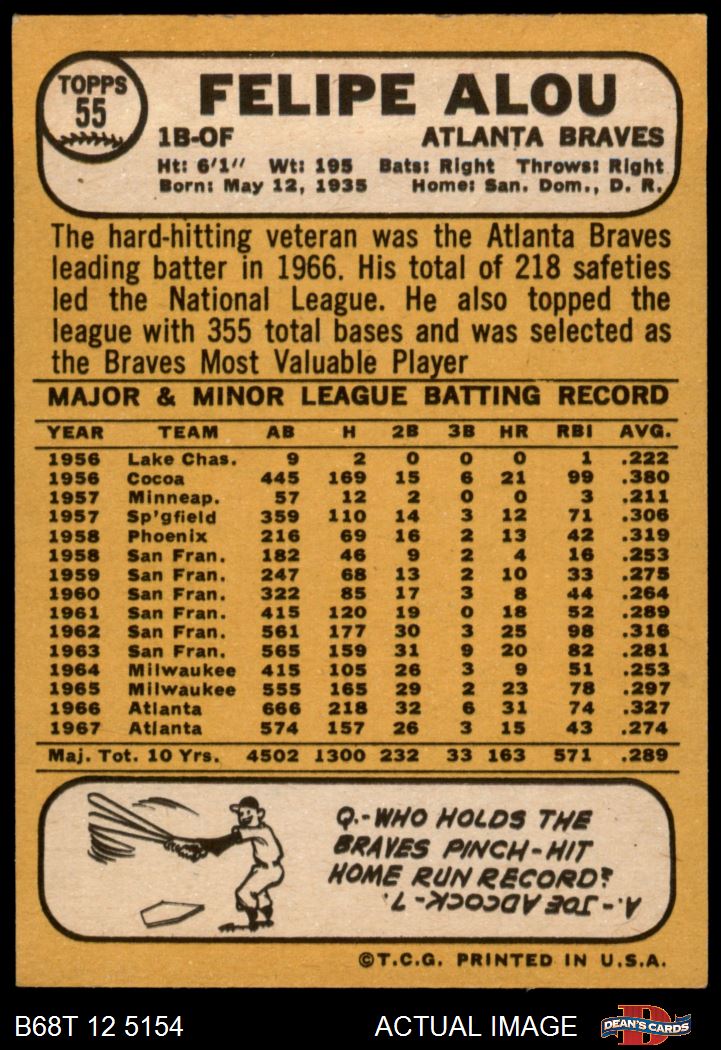 TOPPS
55
FELIPE ALOU
1B-OF ATLANTA BRAVES
Ht: 6'1" Wt: 195 Bats: Right Throws: Right
Born: May 12, 1935 Home: San. Dom., D. R.
The hard-hitting veteran was the Atlanta Braves
leading batter in 1966. His total of 218 safeties
led the National League. He also topped the
league with 355 total bases and was selected as
the Braves Most Valuable Player
MAJOR & MINOR LEAGUE BATTING RECORD
YEAR TEAM AB H 2B 3B HR RBI AVG.
1956 Lake Chas. 9 2 0 0 0 1 .222
1956 Cocoa 445 169 15 6 21 99 .380
1957 Minneap. 57 12 2 0 0 3 .211
1957 Sp'gfield 359 110 14 3 12 71 .306
1958 Phoenix 216 69 16 2 13 42 .319
1958 San Fran. 182 46 9 2 4 16 .253
1959 San Fran. 247 68 13 2 10 33 .275
1960 San Fran. 322 85 17 3 8 44 .264
1961 San Fran. 415 120 19 0 18 52 .289
1962 San Fran. 561 177 30 3 25 98 .316
1963 San Fran. 565 159 31 9 20 82 .281
1964 Milwaukee 415 105 26 3 9 51 .253
1965 Milwaukee 555 165 29 2 23 78 .297
1966 Atlanta 666 218 32 6 31 74 .327
1967 Atlanta 574 157 26 3 15 43 .274
Maj. Tot. 10 Yrs. 4502 1300 232 33 163 571 .289
Q.-WHO HOLDS THE
BRAVES PINCH-HIT
HOME RUN RECORD?
A.- JOE ADCOCK-7.
©T.C.G. PRINTED IN U.S.A.
B68T 12 5154 ACTUAL IMAGE DEAN'S CARDS